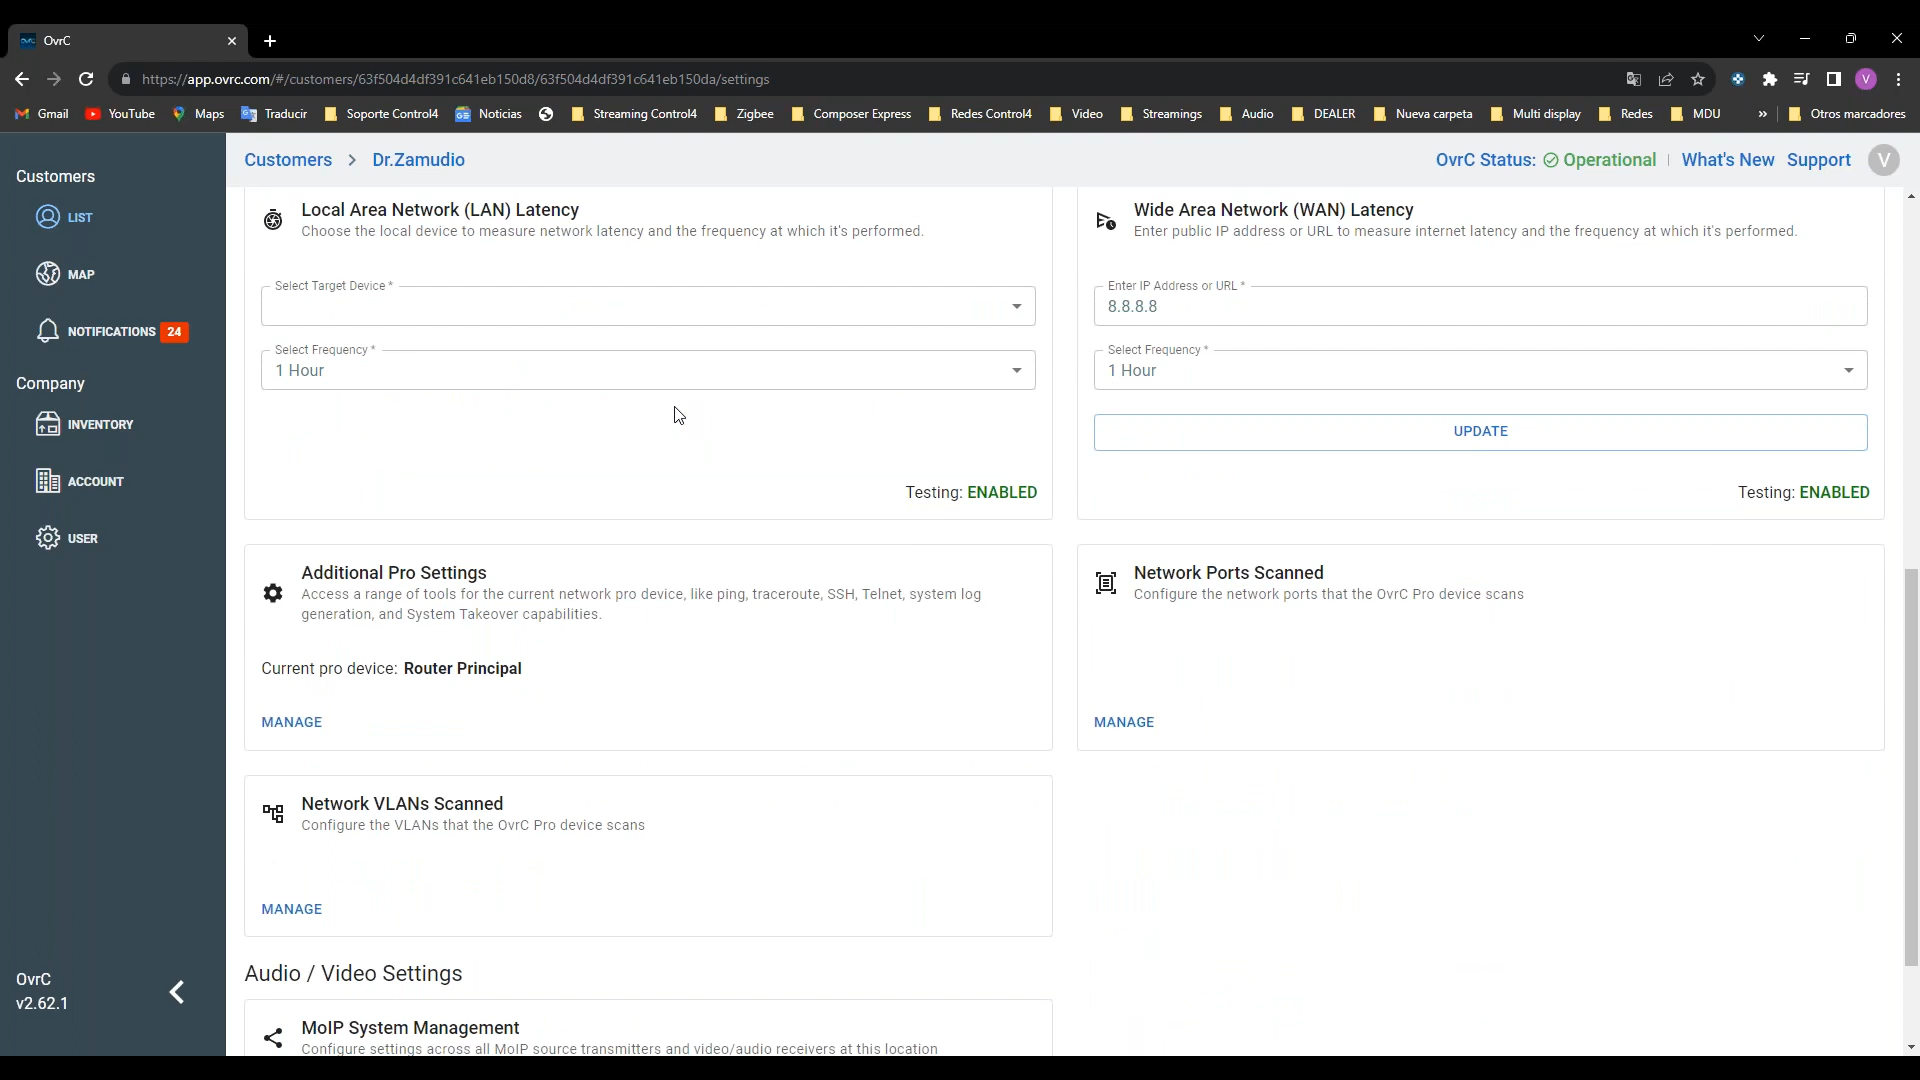 OvrC
https://app.ovrc.com/#/customers/63f504d4df391c641eb150d8/63f504d4df391c641eb150da/settings
V
Gmail YouTube Maps Traducir Soporte Control4 Noticias Streaming Control4 Zigbee Composer Express Redes Control4 Video Streamings Audio DEALER Nueva carpeta Multi display Redes MDU » Otros marcadores
Customers > Dr.Zamudio
OvrC Status: Operational | What's New Support V
Customers
LIST
MAP
NOTIFICATIONS 24
Company
INVENTORY
ACCOUNT
USER
OvrC
v2.62.1
Local Area Network (LAN) Latency
Choose the local device to measure network latency and the frequency at which it's performed.
Select Target Device *
Select Frequency *
1 Hour
Testing: ENABLED
Wide Area Network (WAN) Latency
Enter public IP address or URL to measure internet latency and the frequency at which it's performed.
Enter IP Address or URL *
8.8.8.8
Select Frequency *
1 Hour
UPDATE
Testing: ENABLED
Additional Pro Settings
Access a range of tools for the current network pro device, like ping, traceroute, SSH, Telnet, system log
generation, and System Takeover capabilities.
Current pro device: Router Principal
MANAGE
Network Ports Scanned
Configure the network ports that the OvrC Pro device scans
MANAGE
Network VLANs Scanned
Configure the VLANs that the OvrC Pro device scans
MANAGE
Audio / Video Settings
MoIP System Management
Configure settings across all MoIP source transmitters and video/audio receivers at this location